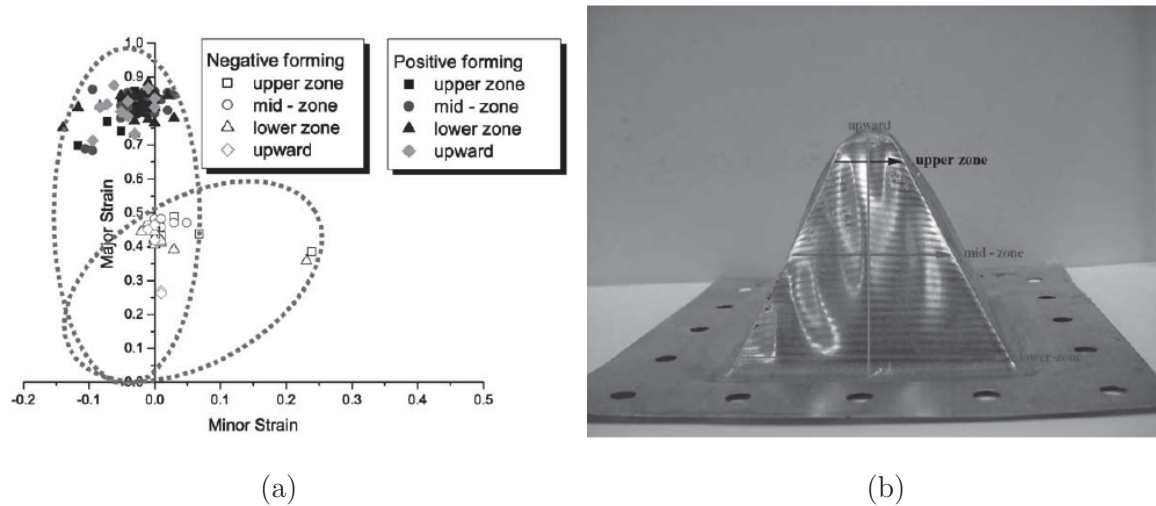 1.0
0.9
0.8
0.7
0.6
0.5
0.4
0.3
0.2
0.1
0.0
Major Strain
-0.2 -0.1 0.0 0.1 0.2 0.3 0.4 0.5
Minor Strain
Negative forming
upper zone
mid - zone
lower zone
upward
Positive forming
upper zone
mid - zone
lower zone
upward
upward
upper zone
mid - zone
lower-zone
(a)
(b)